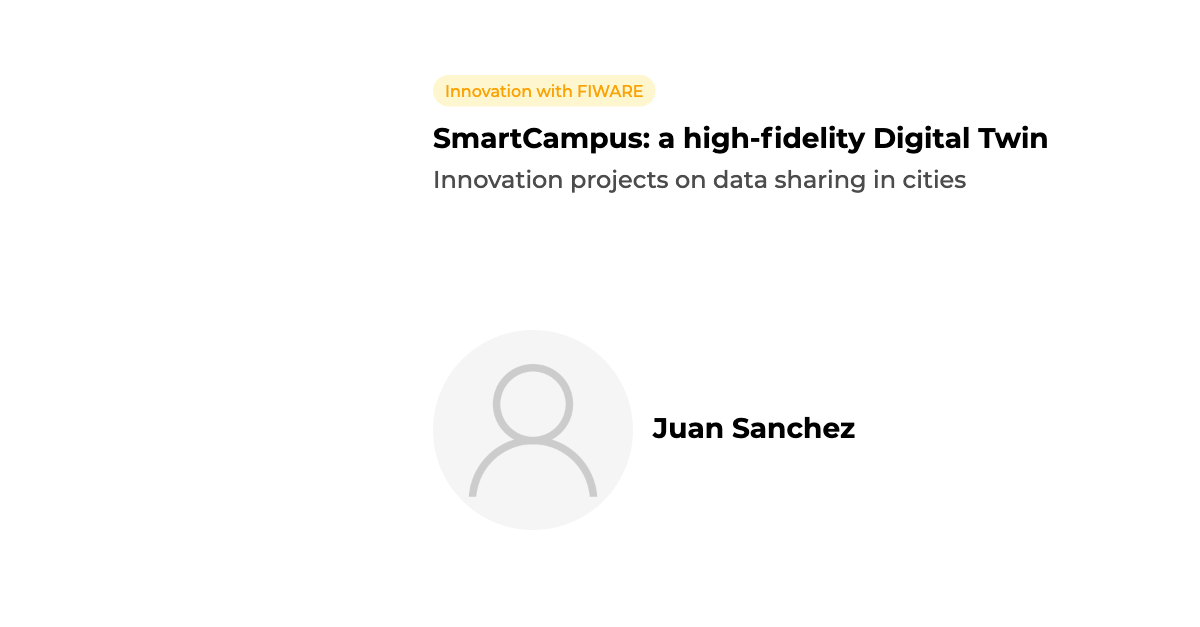 Innovation with FIWARE
SmartCampus: a high-fidelity Digital Twin
Innovation projects on data sharing in cities
Juan Sanchez